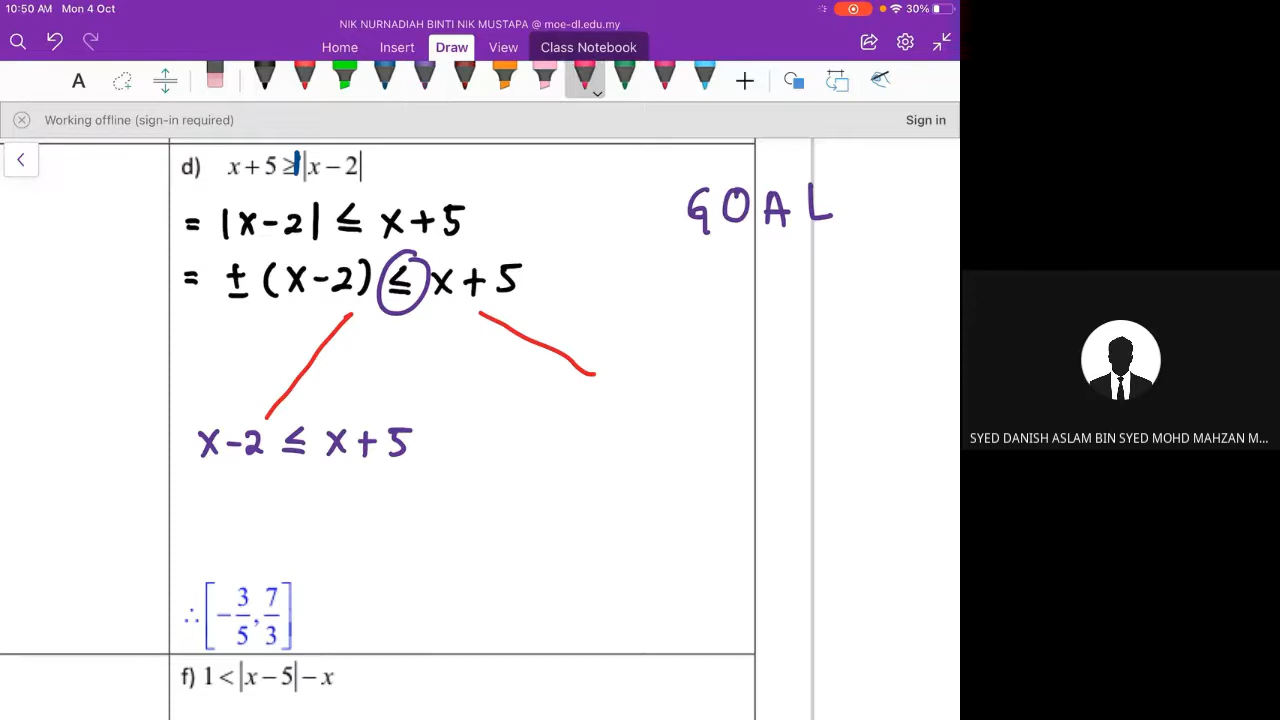 10:50 AM Mon 4 Oct
30%
NIK NURNADIAH BINTI NIK MUSTAPA @ moe-dl.edu.my
Home Insert Draw View Class Notebook
A
Working offline (sign-in required) Sign in
d) x + 5 ≥ |x − 2|
GOAL
= |x-2| ≤ x+5
= ± (x-2) ≤ x+5
x-2 ≤ x+5
∴ [−3/5, 7/3]
f) 1 < |x − 5| − x
SYED DANISH ASLAM BIN SYED MOHD MAHZAN M...